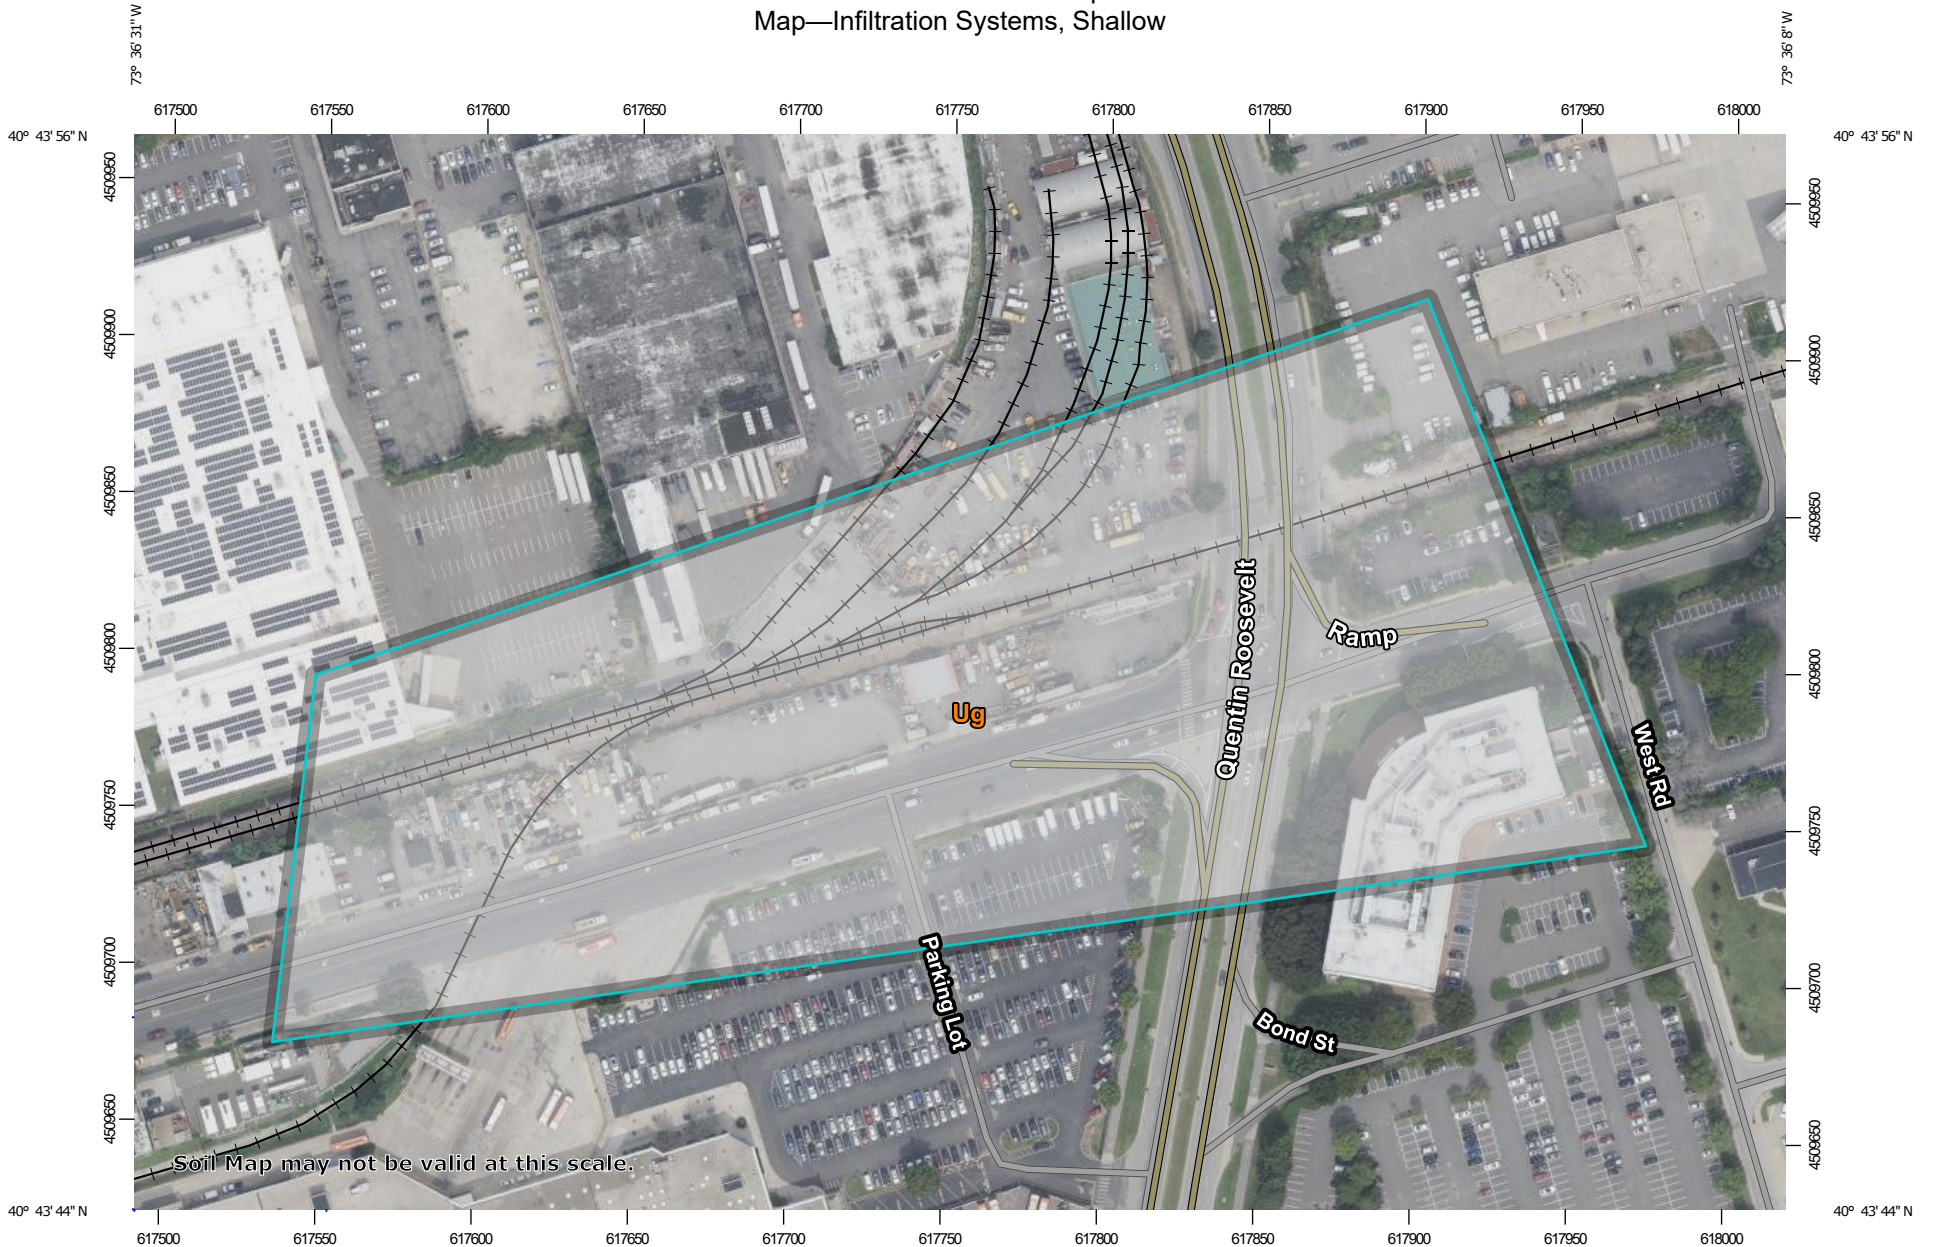 Map—Infiltration Systems, Shallow
73° 36' 31" W
73° 36' 8" W
617500 617550 617600 617650 617700 617750 617800 617850 617900 617950 618000
40° 43' 56" N
40° 43' 56" N
4509950
4509900
4509850
4509800
4509750
4509700
4509650
4509950
4509900
4509850
4509800
4509750
4509700
4509650
Quentin Roosevelt
Ramp
Ug
West Rd
Parking Lot
Bond St
Soil Map may not be valid at this scale.
40° 43' 44" N
40° 43' 44" N
617500 617550 617600 617650 617700 617750 617800 617850 617900 617950 618000